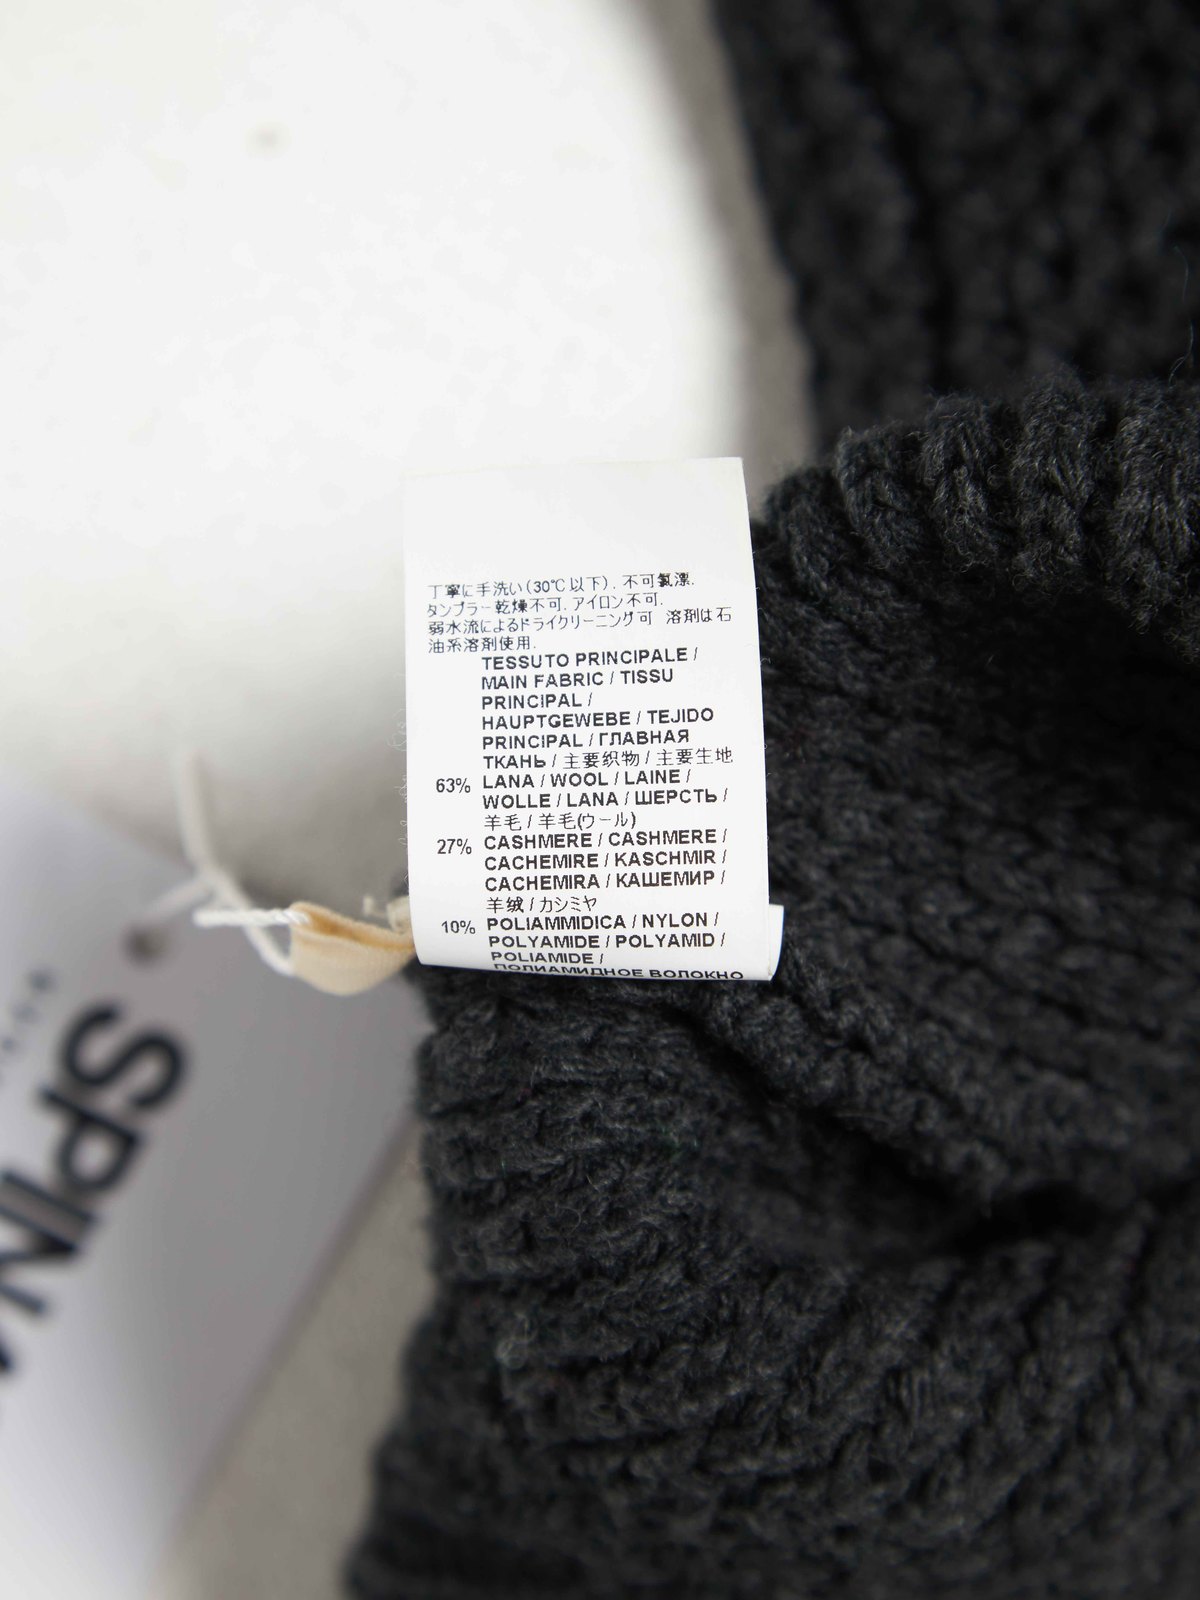 丁寧に手洗い(30℃以下). 不可氯漂.
タンブラー乾燥不可. アイロン不可.
弱水流によるドライクリーニング可 溶剤は石
油系溶剤使用.
TESSUTO PRINCIPALE /
MAIN FABRIC / TISSU
PRINCIPAL /
HAUPTGEWEBE / TEJIDO
PRINCIPAL / ГЛАВНАЯ
ТКАНЬ / 主要织物 / 主要生地
63% LANA / WOOL / LAINE /
WOLLE / LANA / ШЕРСТЬ /
羊毛 / 羊毛(ウール)
27% CASHMERE / CASHMERE /
CACHEMIRE / KASCHMIR /
CACHEMIRA / КАШЕМИР /
羊绒 / カシミヤ
10% POLIAMMIDICA / NYLON /
POLYAMIDE / POLYAMID /
POLIAMIDE /
ПОЛИАМИДНОЕ ВОЛОКНО
SPIN